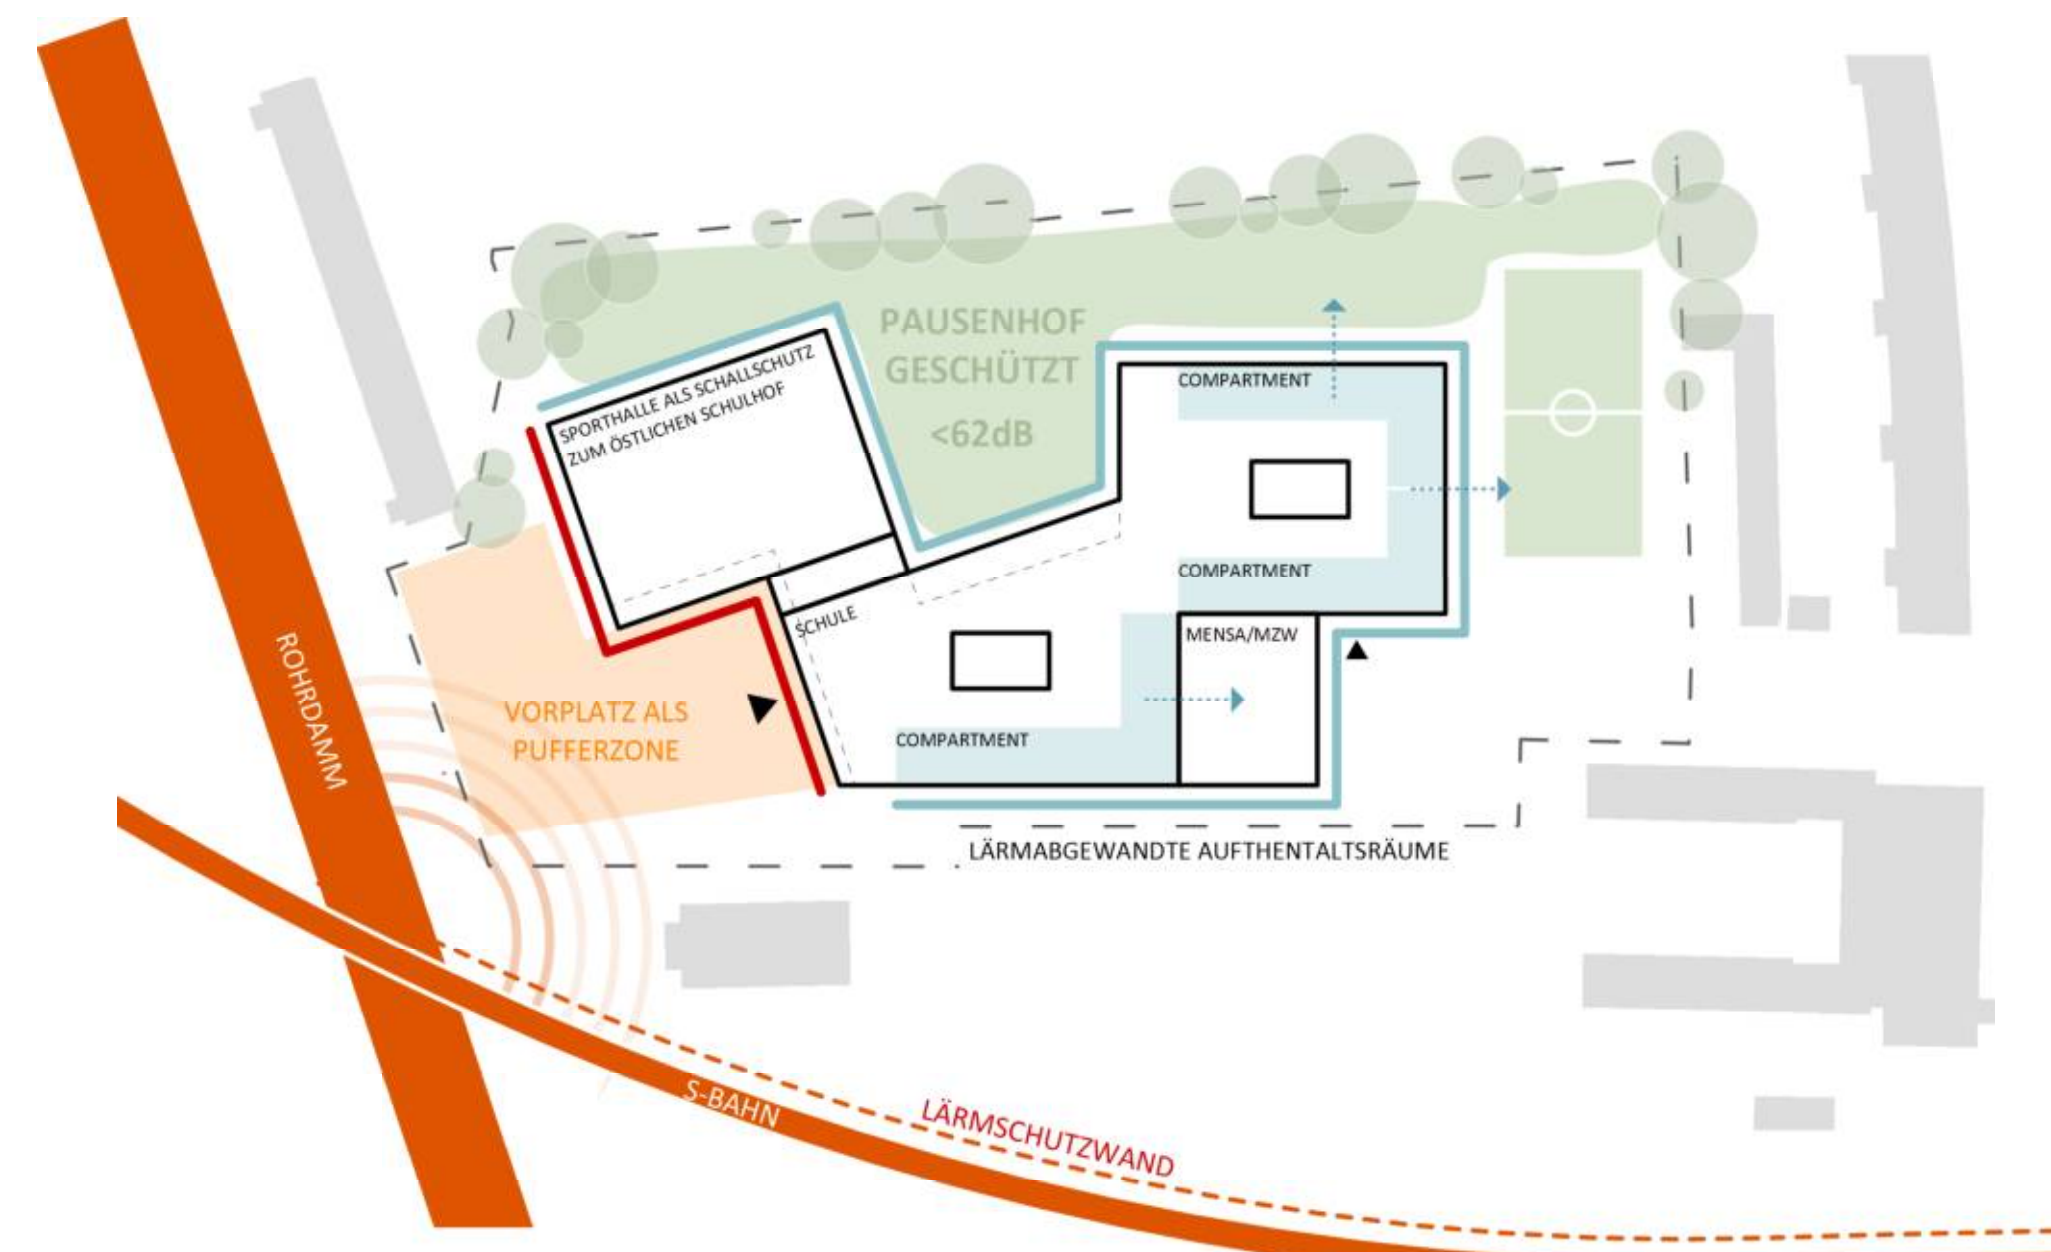 PAUSENHOF
GESCHÜTZT
<62dB
SPORTHALLE ALS SCHALLSCHUTZ
ZUM ÖSTLICHEN SCHULHOF
COMPARTMENT
COMPARTMENT
SCHULE
MENSA/MZW
ROHRDAMM
VORPLATZ ALS
PUFFERZONE
COMPARTMENT
LÄRMABGEWANDTE AUFTHENTALTSRÄUME
S-BAHN
LÄRMSCHUTZWAND